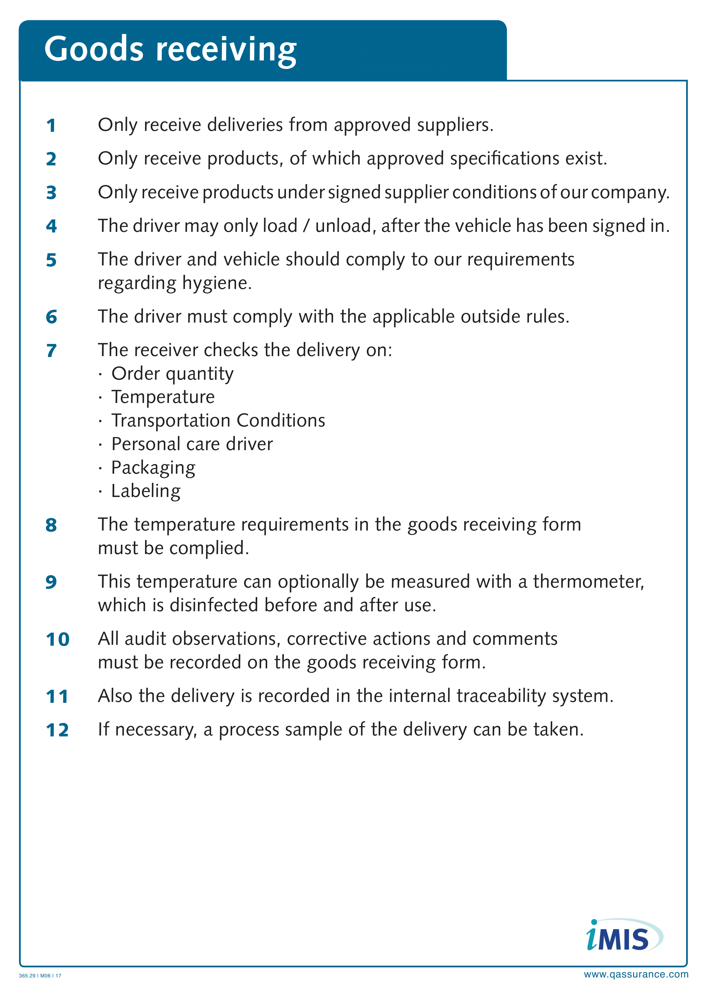 Goods receiving
1 Only receive deliveries from approved suppliers.
2 Only receive products, of which approved specifications exist.
3 Only receive products under signed supplier conditions of our company.
4 The driver may only load / unload, after the vehicle has been signed in.
5 The driver and vehicle should comply to our requirements
regarding hygiene.
6 The driver must comply with the applicable outside rules.
7 The receiver checks the delivery on:
· Order quantity
· Temperature
· Transportation Conditions
· Personal care driver
· Packaging
· Labeling
8 The temperature requirements in the goods receiving form
must be complied.
9 This temperature can optionally be measured with a thermometer,
which is disinfected before and after use.
10 All audit observations, corrective actions and comments
must be recorded on the goods receiving form.
11 Also the delivery is recorded in the internal traceability system.
12 If necessary, a process sample of the delivery can be taken.
iMIS
365.29 | M06 | 17
www.qassurance.com